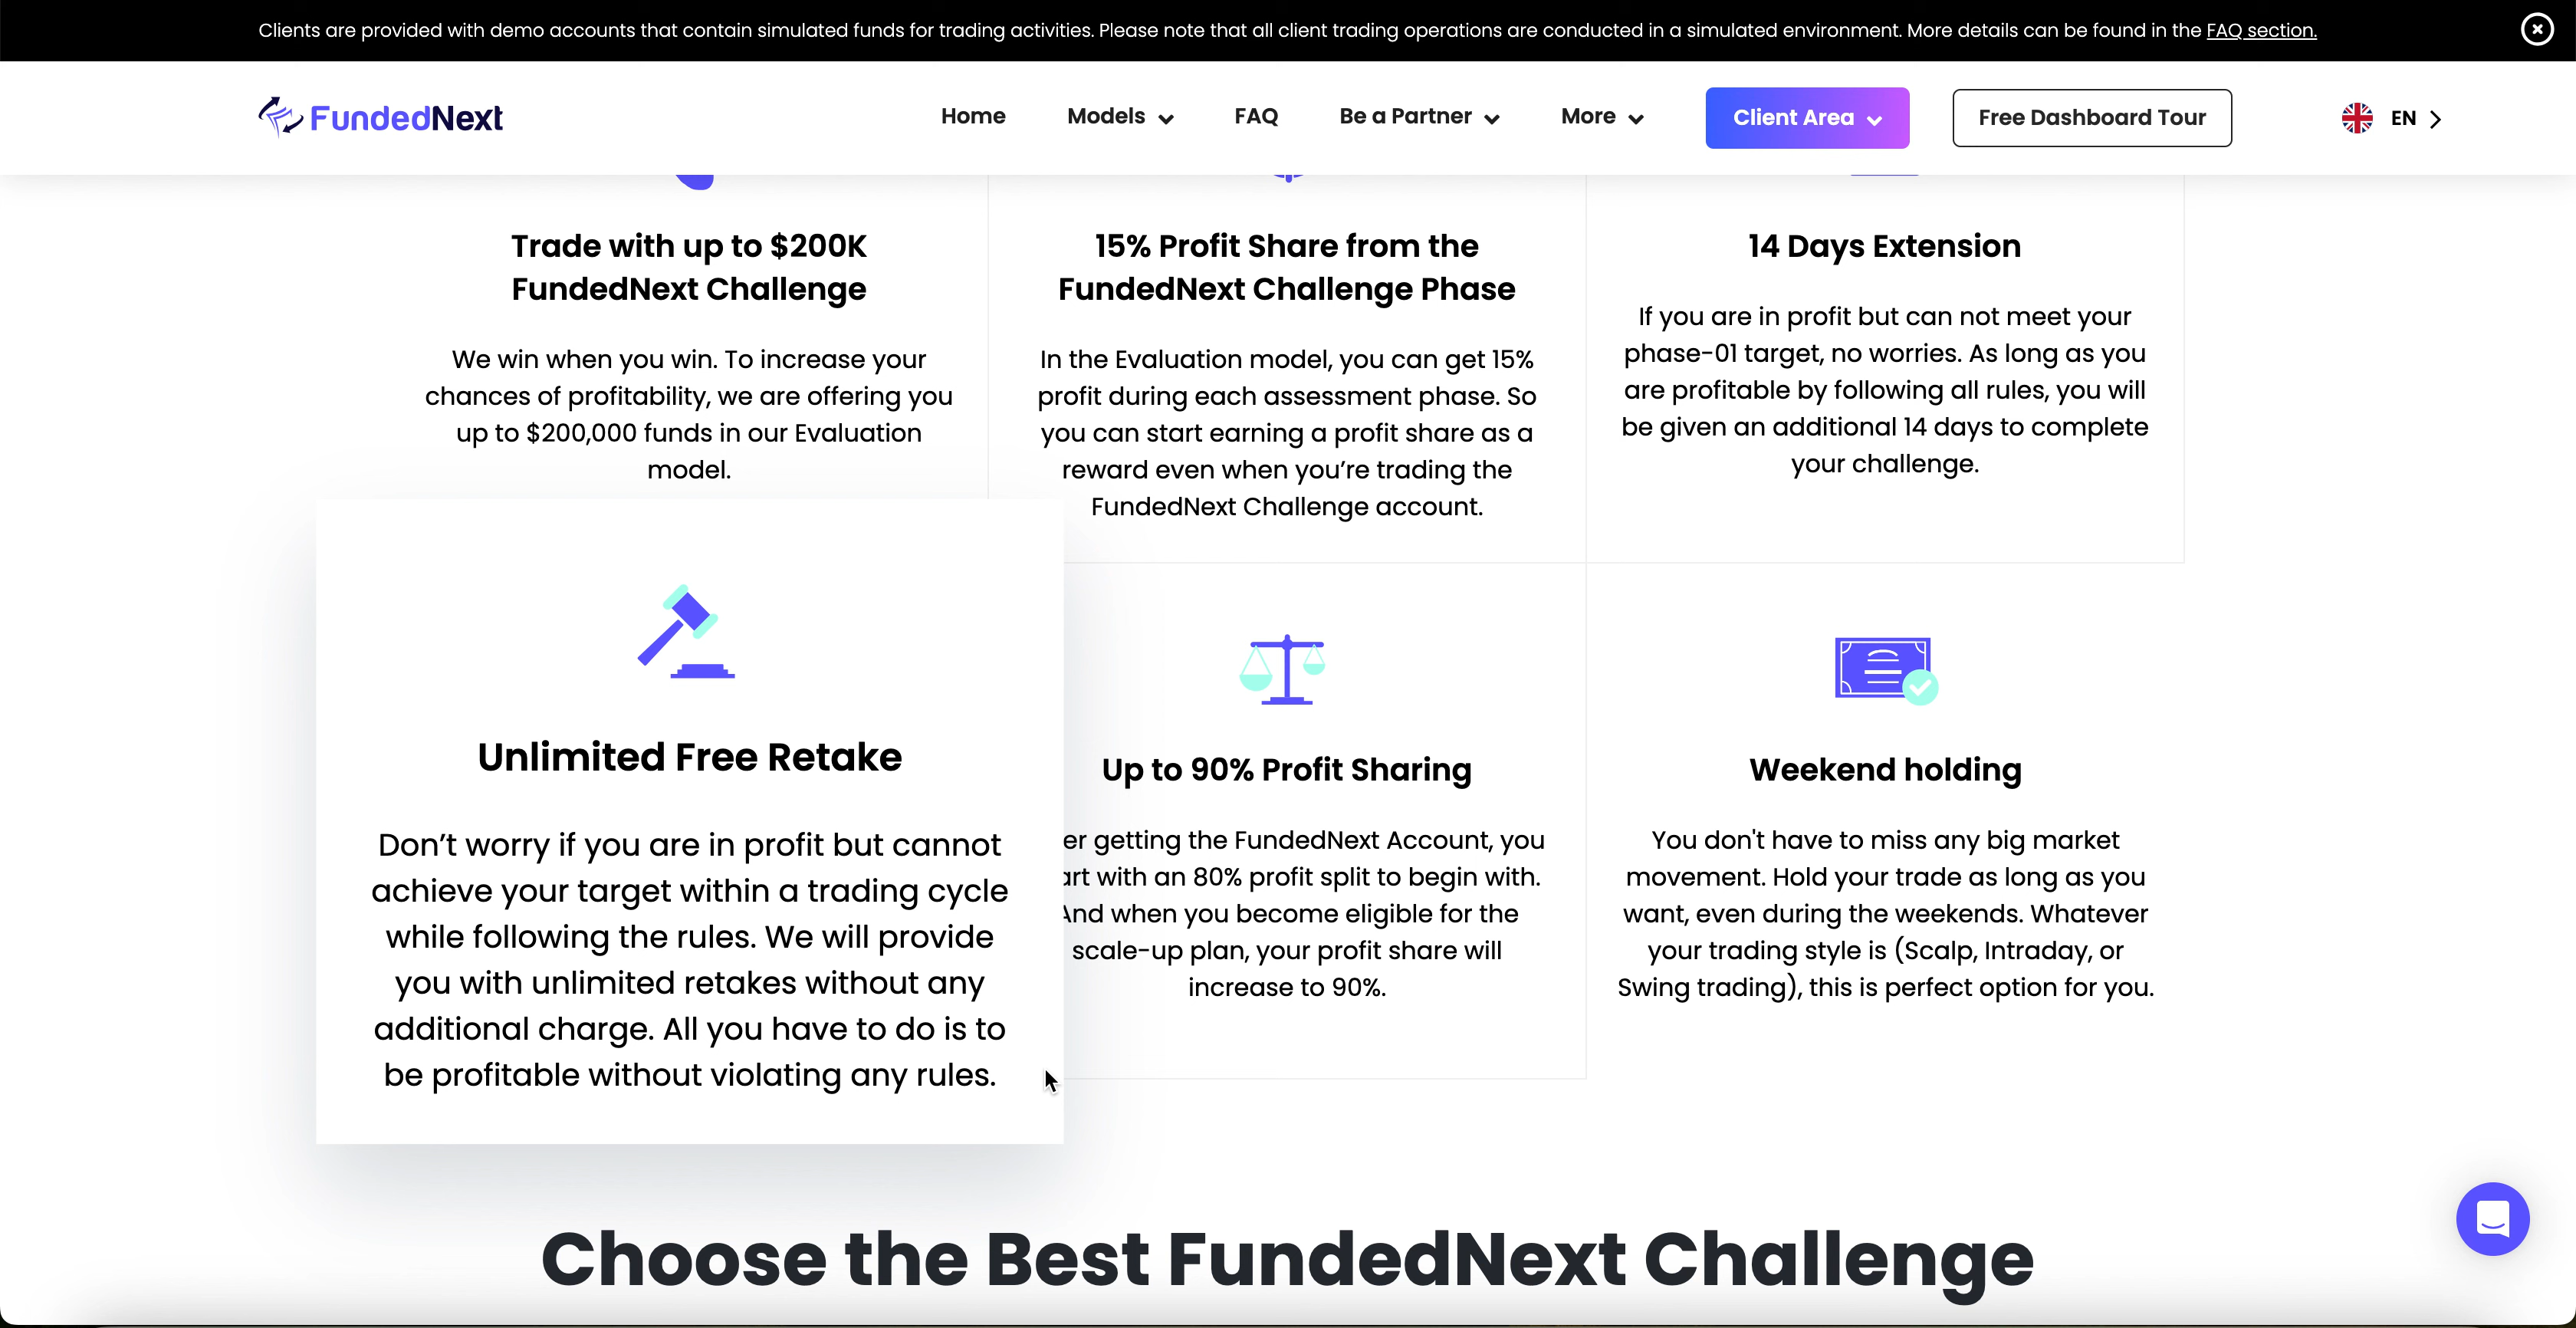 Clients are provided with demo accounts that contain simulated funds for trading activities. Please note that all client trading operations are conducted in a simulated environment. More details can be found in the FAQ section.
FundedNext
Home
Models
FAQ
Be a Partner
More
Client Area
Free Dashboard Tour
EN
Trade with up to $200K
FundedNext Challenge
We win when you win. To increase your
chances of profitability, we are offering you
up to $200,000 funds in our Evaluation
model.
15% Profit Share from the
FundedNext Challenge Phase
In the Evaluation model, you can get 15%
profit during each assessment phase. So
you can start earning a profit share as a
reward even when you’re trading the
FundedNext Challenge account.
14 Days Extension
If you are in profit but can not meet your
phase-01 target, no worries. As long as you
are profitable by following all rules, you will
be given an additional 14 days to complete
your challenge.
Unlimited Free Retake
Don’t worry if you are in profit but cannot
achieve your target within a trading cycle
while following the rules. We will provide
you with unlimited retakes without any
additional charge. All you have to do is to
be profitable without violating any rules.
Up to 90% Profit Sharing
er getting the FundedNext Account, you
art with an 80% profit split to begin with.
And when you become eligible for the
scale-up plan, your profit share will
increase to 90%.
Weekend holding
You don't have to miss any big market
movement. Hold your trade as long as you
want, even during the weekends. Whatever
your trading style is (Scalp, Intraday, or
Swing trading), this is perfect option for you.
Choose the Best FundedNext Challenge